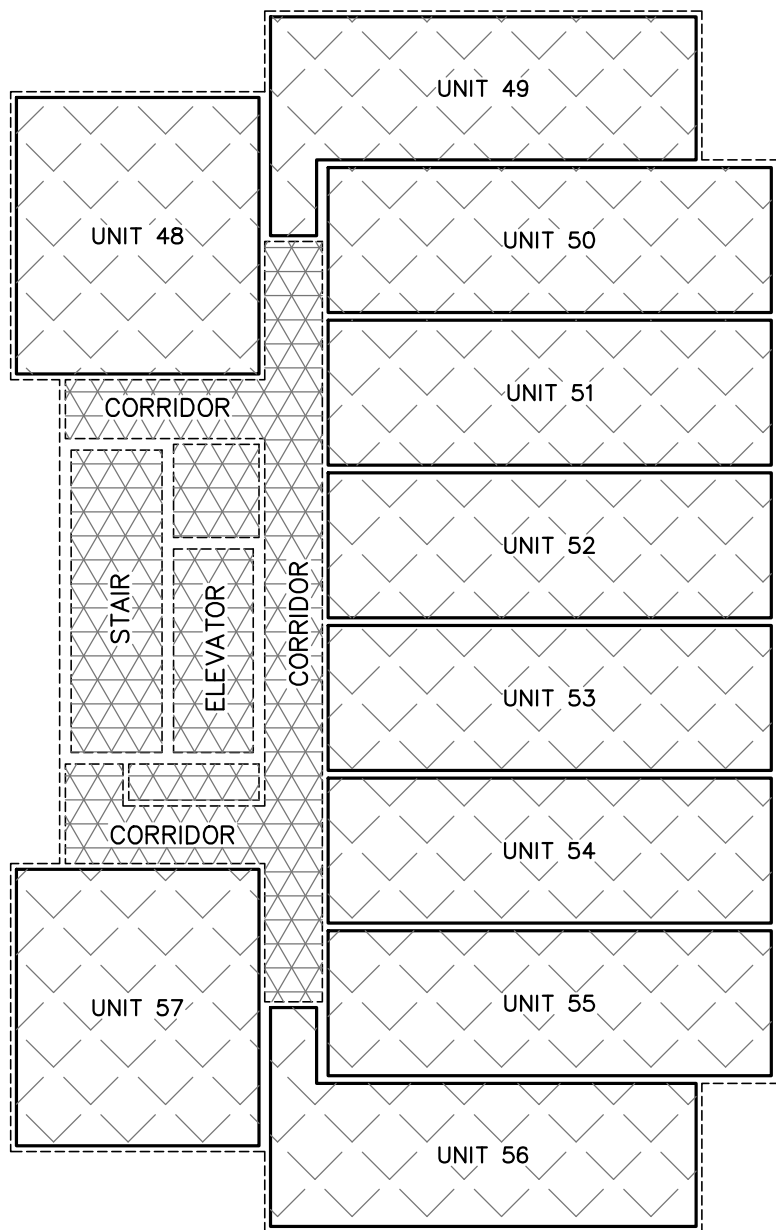 UNIT 49
UNIT 48
UNIT 50
UNIT 51
CORRIDOR
UNIT 52
STAIR
ELEVATOR
CORRIDOR
UNIT 53
CORRIDOR
UNIT 54
UNIT 57
UNIT 55
UNIT 56